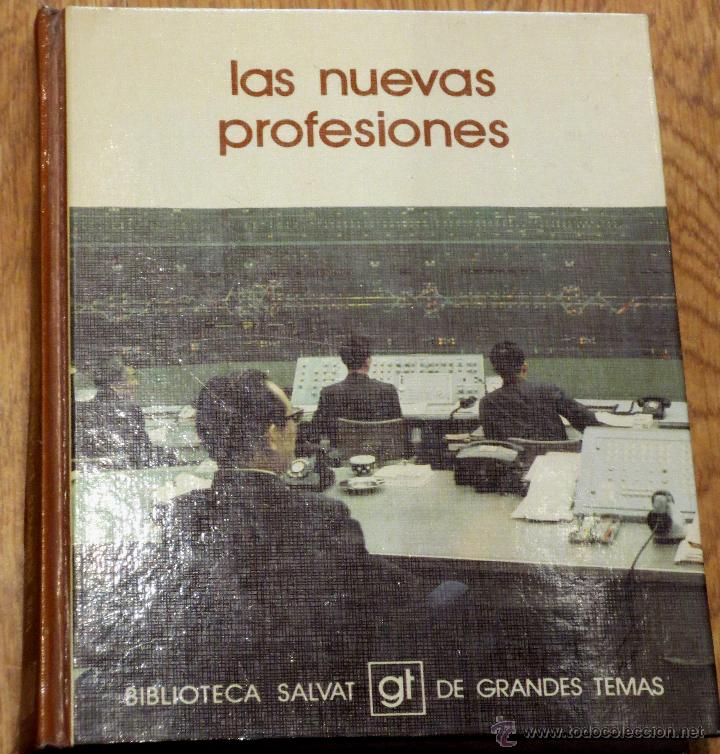 las nuevas
profesiones
BIBLIOTECA SALVAT gt DE GRANDES TEMAS
© www.todocoleccion.net